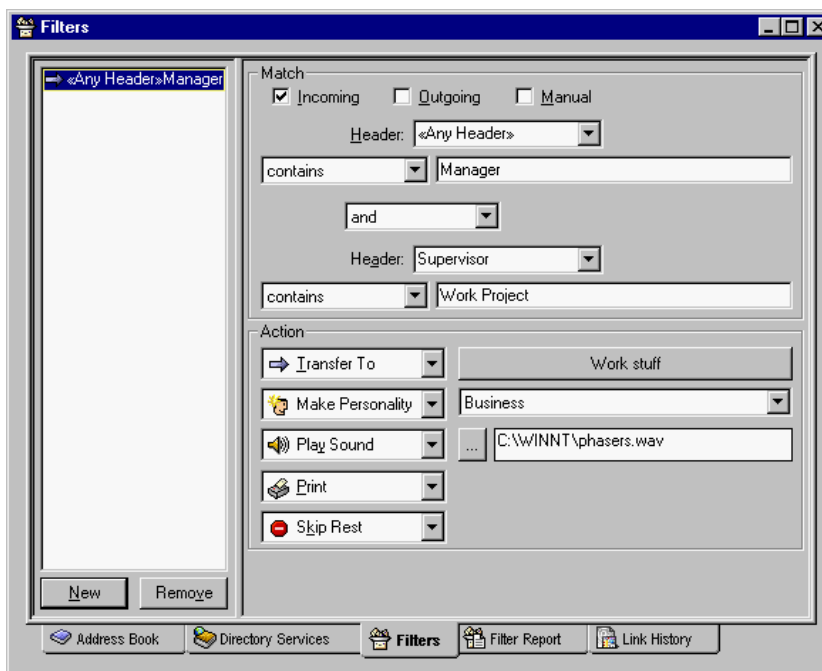 Filters
«Any Header»Manager
Match
Incoming Outgoing Manual
Header: «Any Header»
contains Manager
and
Header: Supervisor
contains Work Project
Action
Transfer To Work stuff
Make Personality Business
Play Sound ... C:\WINNT\phasers.wav
Print
Skip Rest
New Remove
Address Book Directory Services Filters Filter Report Link History